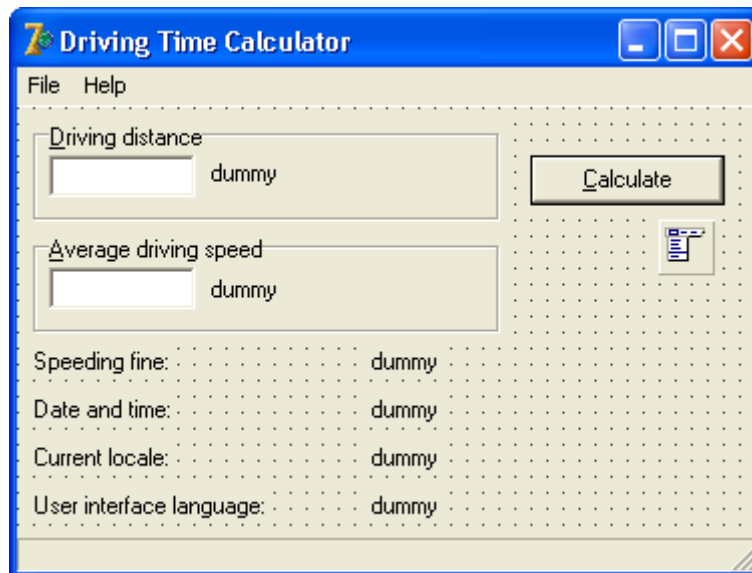 Driving Time Calculator
File Help
Driving distance
dummy
Calculate
Average driving speed
dummy
Speeding fine: dummy
Date and time: dummy
Current locale: dummy
User interface language: dummy